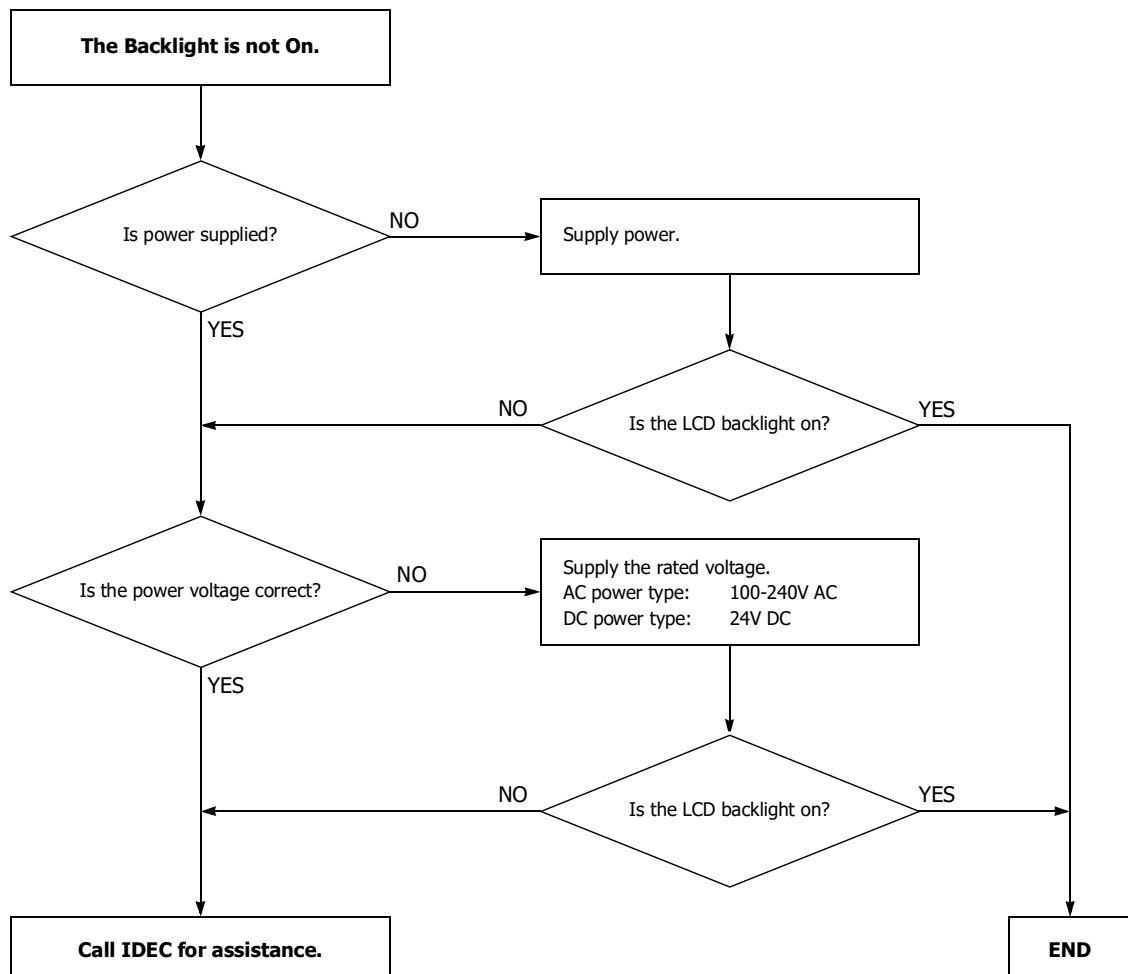 The Backlight is not On.
Is power supplied?
NO
Supply power.
YES
NO
Is the LCD backlight on?
YES
Is the power voltage correct?
NO
Supply the rated voltage.
AC power type: 100-240V AC
DC power type: 24V DC
YES
NO
Is the LCD backlight on?
YES
Call IDEC for assistance.
END